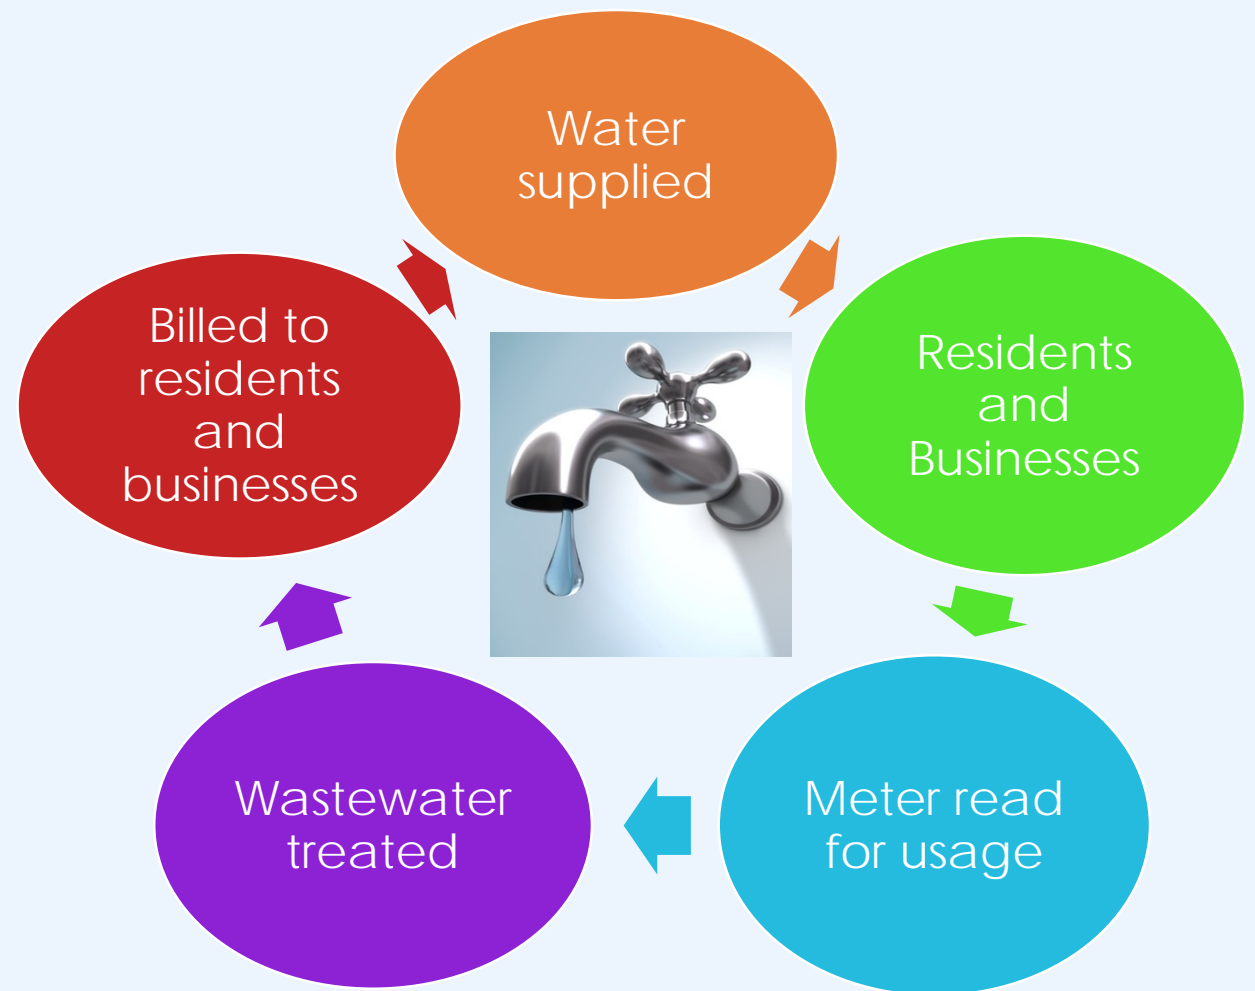 Water
supplied
Residents
and
Businesses
Meter read
for usage
Wastewater
treated
Billed to
residents
and
businesses